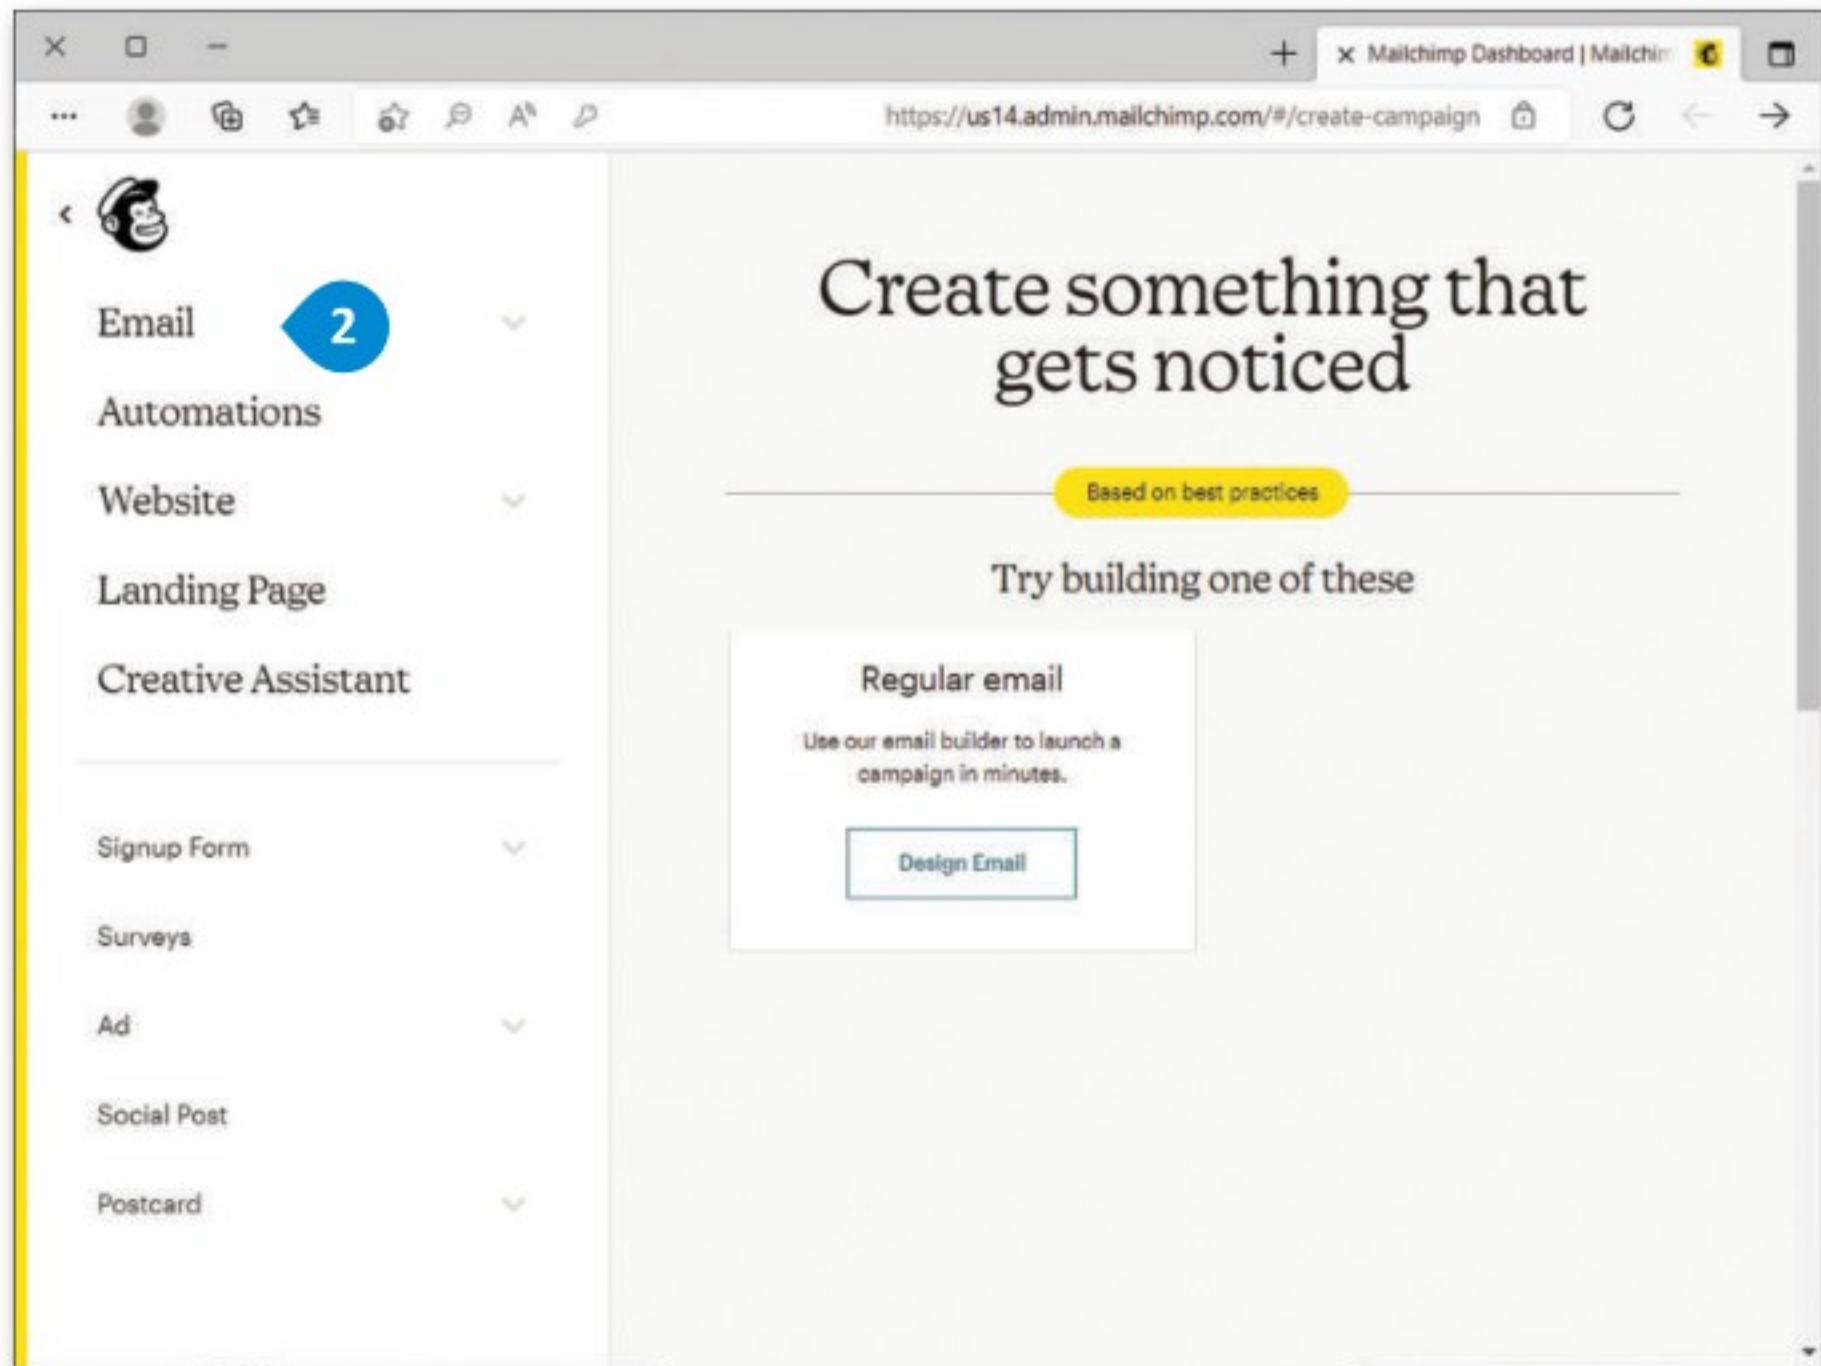 Mailchimp Dashboard | Mailchim
https://us14.admin.mailchimp.com/#/create-campaign
Email
2
Automations
Website
Landing Page
Creative Assistant
Signup Form
Surveys
Ad
Social Post
Postcard
Create something that
gets noticed
Based on best practices
Try building one of these
Regular email
Use our email builder to launch a
campaign in minutes.
Design Email